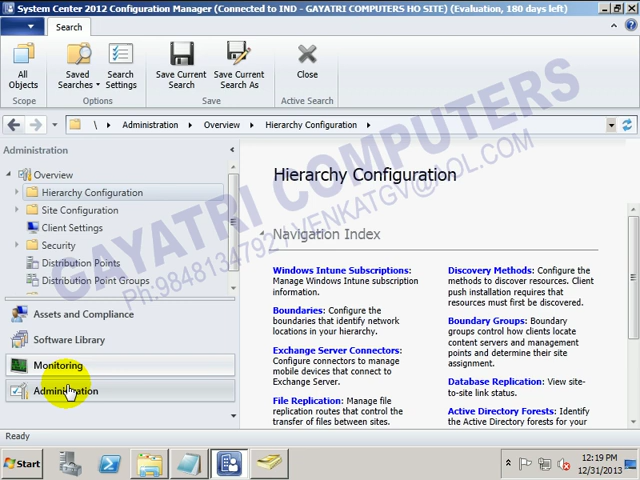 System Center 2012 Configuration Manager (Connected to IND - GAYATRI COMPUTERS HO SITE) (Evaluation, 180 days left)
Search
All Objects
Saved Searches
Search Settings
Save Current Search
Save Current Search As
Close
Scope
Options
Save
Active Search
\ Administration Overview Hierarchy Configuration
Administration
Overview
Hierarchy Configuration
Site Configuration
Client Settings
Security
Distribution Points
Distribution Point Groups
Assets and Compliance
Software Library
Monitoring
Administration
Hierarchy Configuration
Navigation Index
Windows Intune Subscriptions:
Manage Windows Intune subscription
information.
Boundaries: Configure the
boundaries that identify network
locations in your hierarchy.
Exchange Server Connectors:
Configure connectors to manage
mobile devices that connect to
Exchange Server.
File Replication: Manage file
replication routes that control the
transfer of files between sites.
Discovery Methods: Configure the
methods to discover resources. Client
push installation requires that
resources must first be discovered.
Boundary Groups: Boundary
groups control how clients locate
content servers and management
points and determine their site
assignment.
Database Replication: View site-
to-site link status.
Active Directory Forests: Identify
the Active Directory forests for your
GAYATRI COMPUTERS
Ph:9848134792 / VENKATGV@AOL.COM
Ready
Start
12:19 PM
12/31/2013